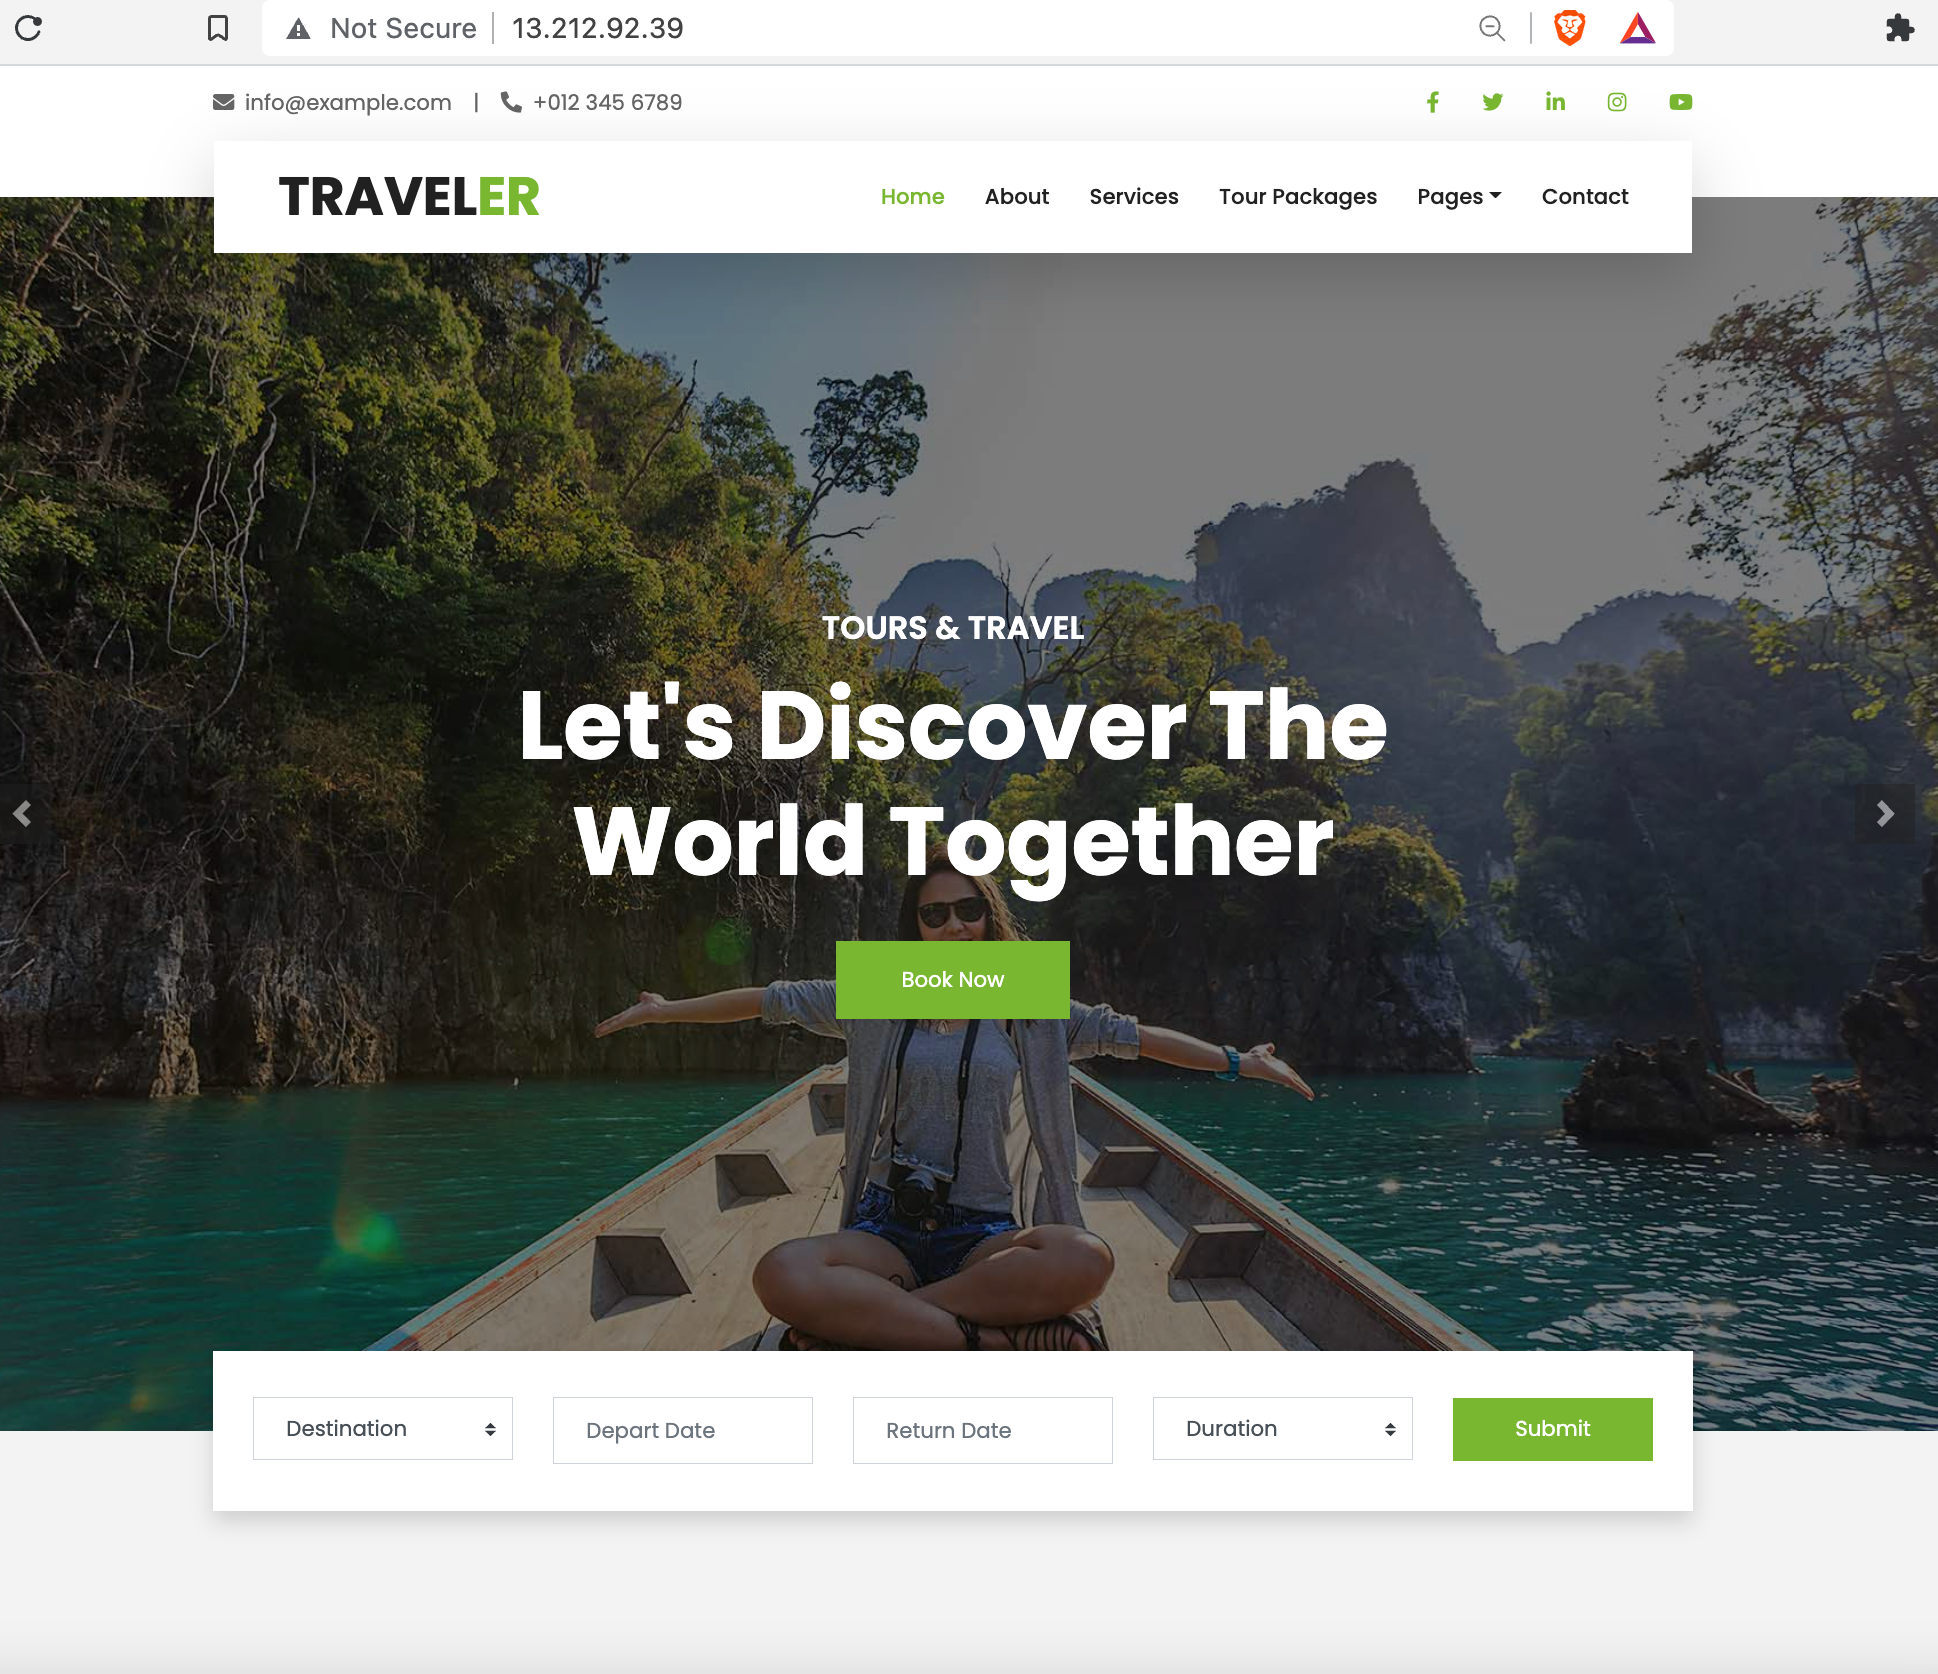 Not Secure | 13.212.92.39
info@example.com | +012 345 6789
TRAVELER
Home About Services Tour Packages Pages Contact
TOURS & TRAVEL
Let's Discover The
World Together
Book Now
Destination Depart Date Return Date Duration Submit